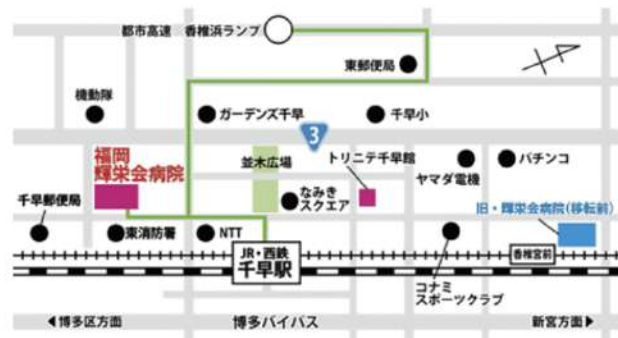 都市高速 香椎浜ランプ
東郵便局
機動隊
ガーデンズ千早
千早小
3
福岡
輝栄会病院
並木広場
トリニテ千早館
ヤマダ電機
パチンコ
千早郵便局
なみき
スクエア
旧・輝栄会病院(移転前)
東消防署
NTT
JR・西鉄
千早駅
香椎宮前
コナミ
スポーツクラブ
◀博多区方面
博多バイパス
新宮方面▶